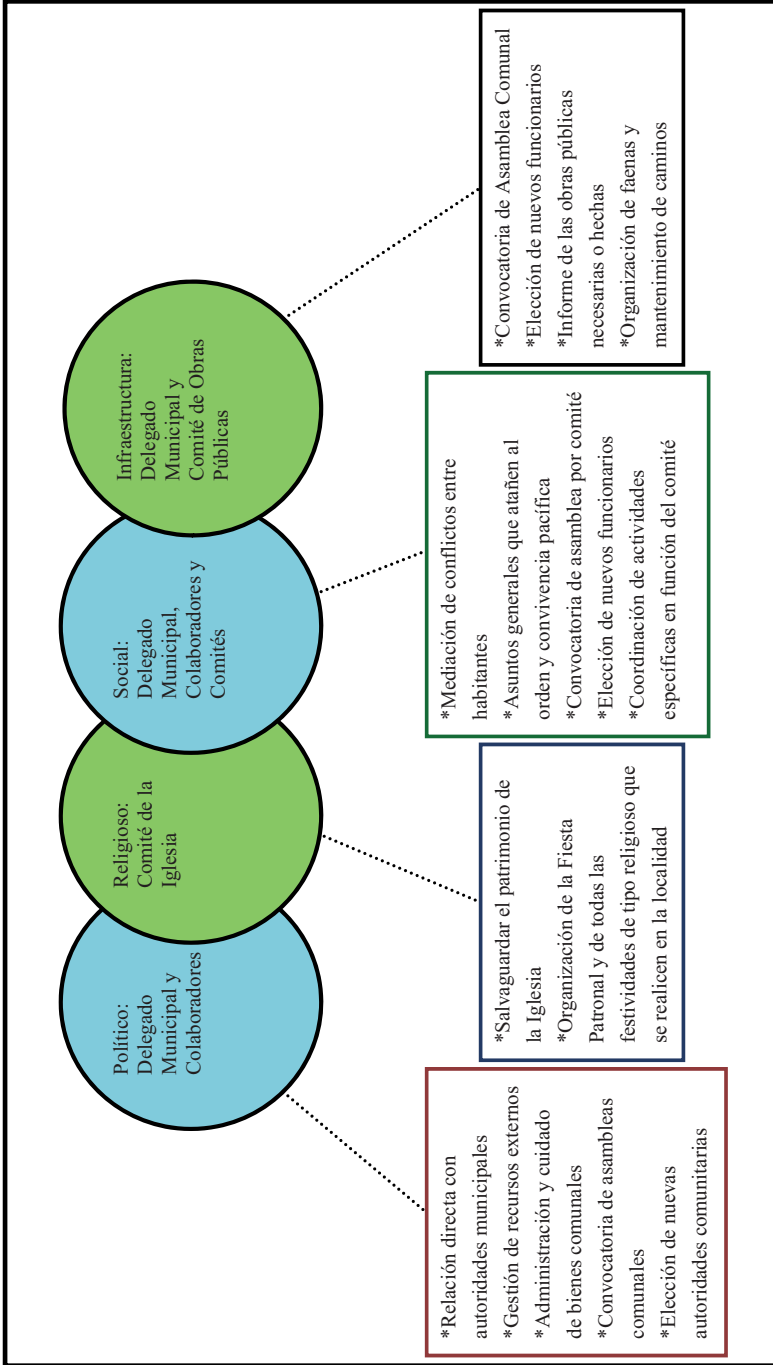 Político:
Delegado
Municipal y
Colaboradores
Religioso:
Comité de la
Iglesia
Social:
Delegado
Municipal,
Colaboradores y
Comités
Infraestructura:
Delegado
Municipal y
Comité de Obras
Públicas
*Relación directa con
autoridades municipales
*Gestión de recursos externos
*Administración y cuidado
de bienes comunales
*Convocatoria de asambleas
comunales
*Elección de nuevas
autoridades comunitarias
*Salvaguardar el patrimonio de
la Iglesia
*Organización de la Fiesta
Patronal y de todas las
festividades de tipo religioso que
se realicen en la localidad
*Mediación de conflictos entre
habitantes
*Asuntos generales que atañen al
orden y convivencia pacífica
*Convocatoria de asamblea por comité
*Elección de nuevos funcionarios
*Coordinación de actividades
específicas en función del comité
*Convocatoria de Asamblea Comunal
*Elección de nuevos funcionarios
*Informe de las obras públicas
necesarias o hechas
*Organización de faenas y
mantenimiento de caminos